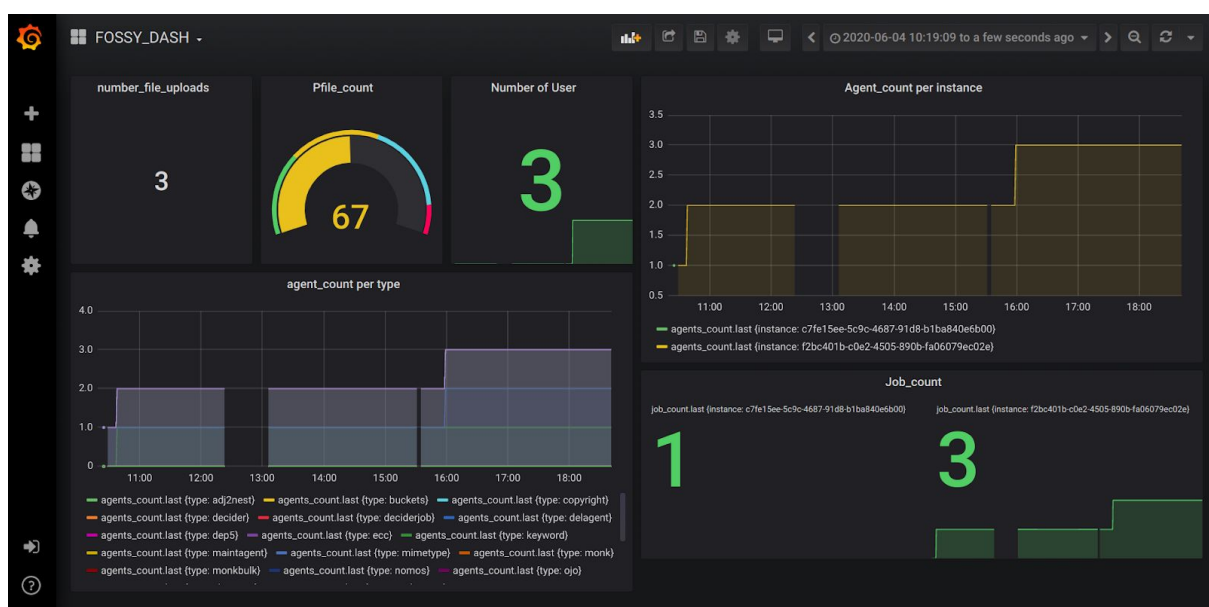 FOSSY_DASH
2020-06-04 10:19:09 to a few seconds ago
number_file_uploads
3
Pfile_count
67
Number of User
3
Agent_count per instance
3.5
3.0
2.5
2.0
1.5
1.0
0.5
11:00 12:00 13:00 14:00 15:00 16:00 17:00 18:00
agents_count.last {instance: c7fe15ee-5c9c-4687-91d8-b1ba840e6b00}
agents_count.last {instance: f2bc401b-c0e2-4505-890b-fa06079ec02e}
agent_count per type
4.0
3.0
2.0
1.0
0
11:00 12:00 13:00 14:00 15:00 16:00 17:00 18:00
agents_count.last {type: adj2nest} agents_count.last {type: buckets} agents_count.last {type: copyright}
agents_count.last {type: decider} agents_count.last {type: deciderjob} agents_count.last {type: delagent}
agents_count.last {type: dep5} agents_count.last {type: ecc} agents_count.last {type: keyword}
agents_count.last {type: maintagent} agents_count.last {type: mimetype} agents_count.last {type: monk}
agents_count.last {type: monkbulk} agents_count.last {type: nomos} agents_count.last {type: ojo}
Job_count
job_count.last {instance: c7fe15ee-5c9c-4687-91d8-b1ba840e6b00} job_count.last {instance: f2bc401b-c0e2-4505-890b-fa06079ec02e}
1 3